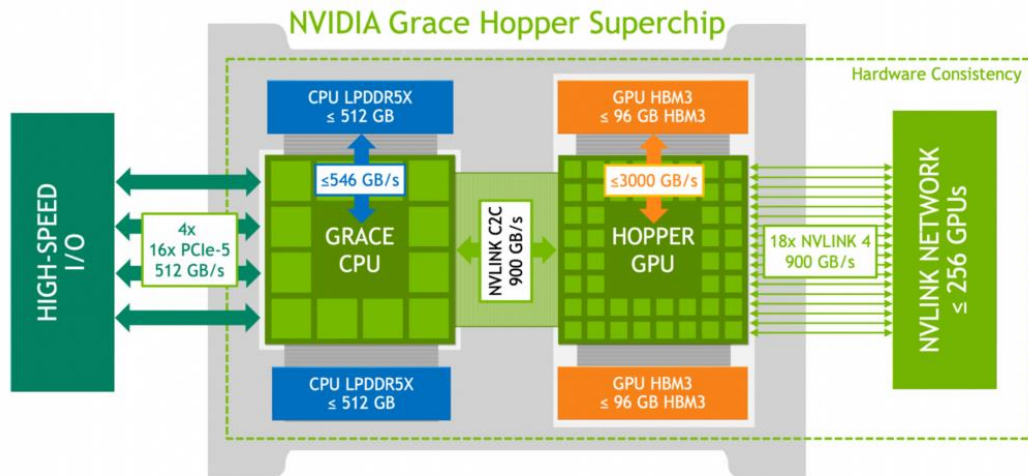 NVIDIA Grace Hopper Superchip
Hardware Consistency
HIGH-SPEED
I/O
4x
16x PCIe-5
512 GB/s
CPU LPDDR5X
≤ 512 GB
≤546 GB/s
GRACE
CPU
CPU LPDDR5X
≤ 512 GB
NVLINK C2C
900 GB/s
GPU HBM3
≤ 96 GB HBM3
≤3000 GB/s
HOPPER
GPU
GPU HBM3
≤ 96 GB HBM3
18x NVLINK 4
900 GB/s
NVLINK NETWORK
≤ 256 GPUs